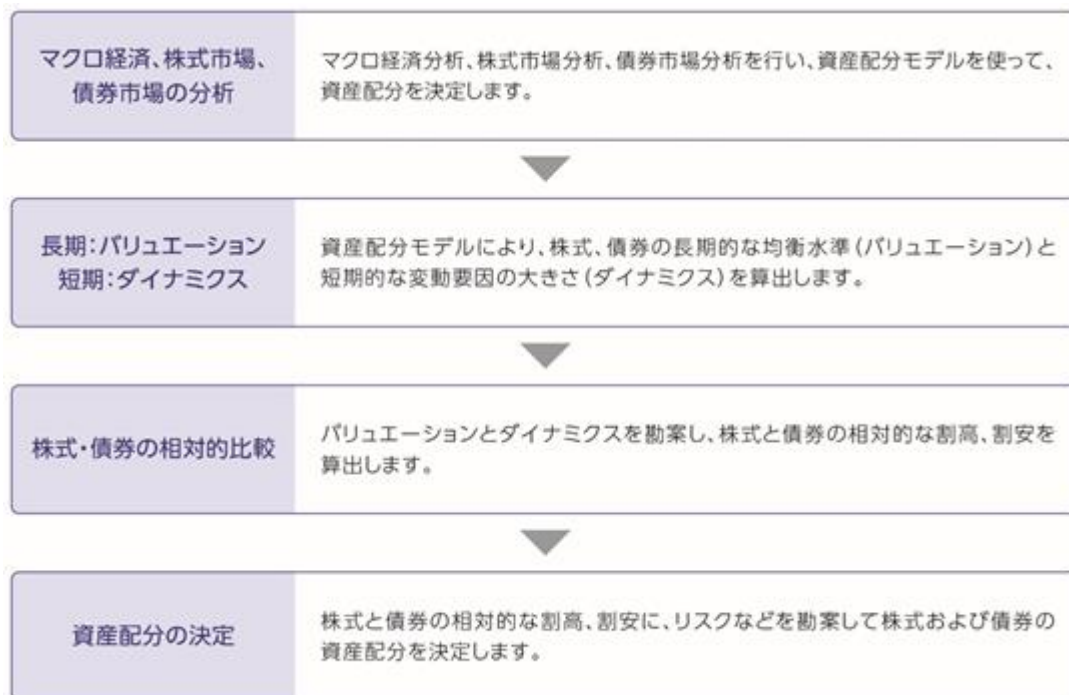 マクロ経済、株式市場、
債券市場の分析
マクロ経済分析、株式市場分析、債券市場分析を行い、資産配分モデルを使って、
資産配分を決定します。
長期:バリュエーション
短期:ダイナミクス
資産配分モデルにより、株式、債券の長期的な均衡水準(バリュエーション)と
短期的な変動要因の大きさ(ダイナミクス)を算出します。
株式・債券の相対的比較
バリュエーションとダイナミクスを勘案し、株式と債券の相対的な割高、割安を
算出します。
資産配分の決定
株式と債券の相対的な割高、割安に、リスクなどを勘案して株式および債券の
資産配分を決定します。